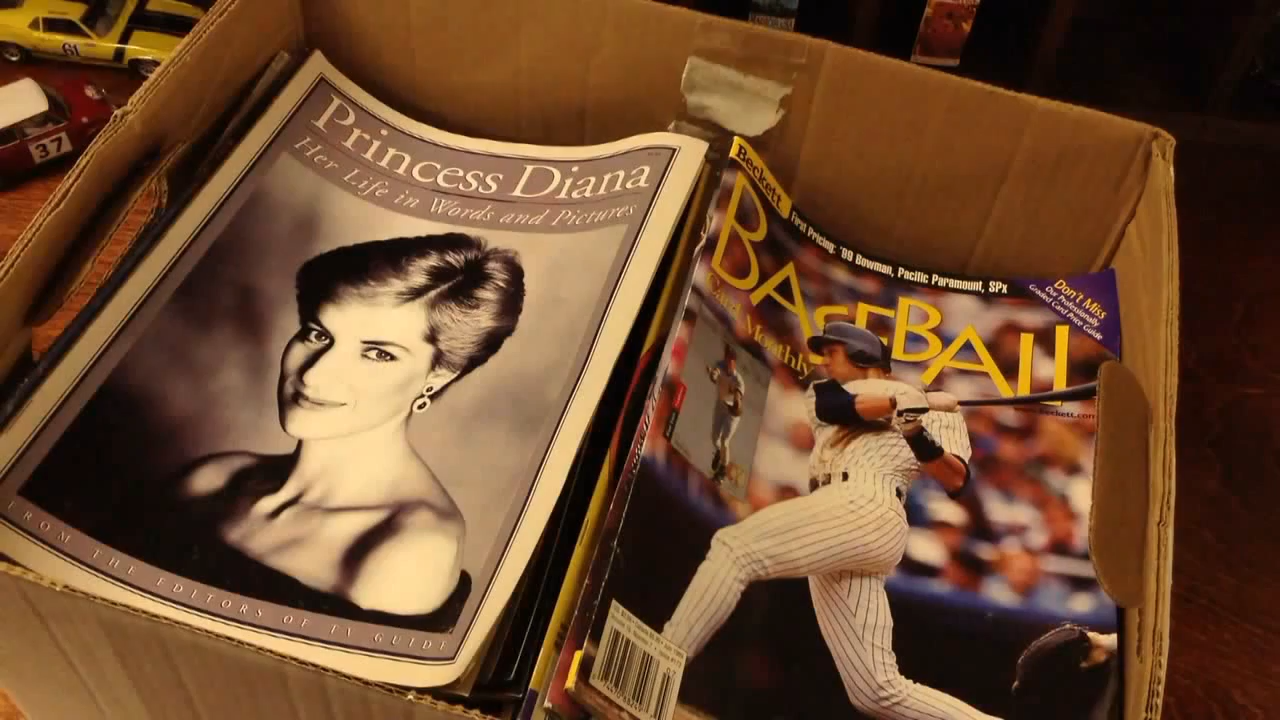 61
37
Princess Diana
Her Life in Words and Pictures
FROM THE EDITORS OF TV GUIDE
Beckett
First Pricing: '99 Bowman, Pacific Paramount, SPx
BASEBALL
Card Monthly
Don't Miss
Our Professionally
Graded Card Price Guide
beckett.com